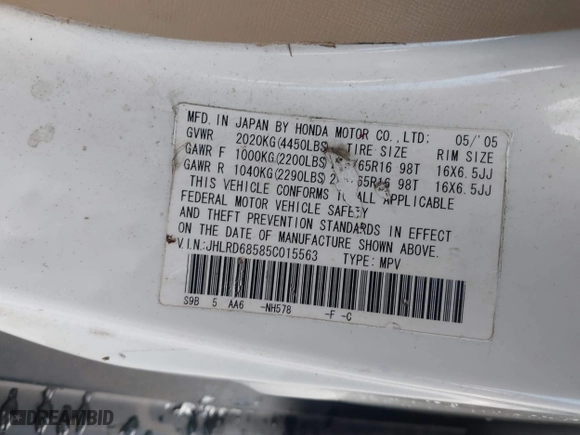 MFD. IN JAPAN BY HONDA MOTOR CO., LTD: 05/'05
GVWR 2020KG(4450LBS) TIRE SIZE RIM SIZE
GAWR F 1000KG(2200LBS) 65R16 98T 16X6.5JJ
GAWR R 1040KG(2290LBS) 65R16 98T 16X6.5JJ
THIS VEHICLE CONFORMS TO ALL APPLICABLE
FEDERAL MOTOR VEHICLE SAFETY
AND THEFT PREVENTION STANDARDS IN EFFECT
ON THE DATE OF MANUFACTURE SHOWN ABOVE.
V.I.N:JHLRD68585C015563 TYPE: MPV
S9B 5 AA6 -NH578 -F -C
DREAMBID